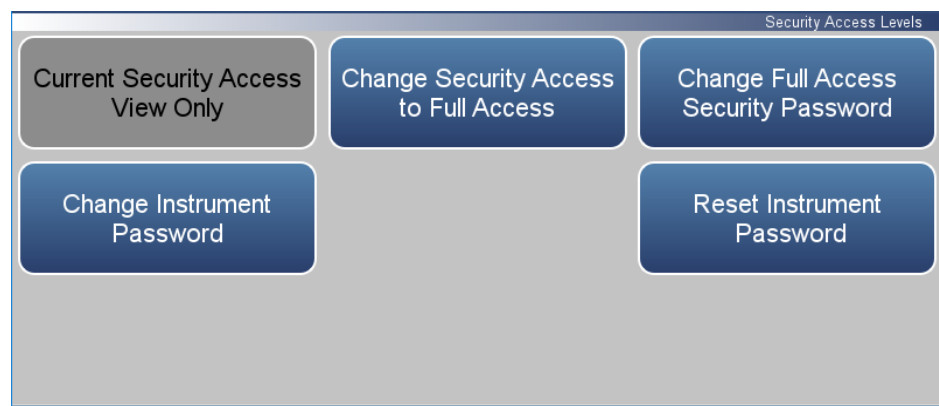 Security Access Levels
Current Security Access
View Only
Change Security Access
to Full Access
Change Full Access
Security Password
Change Instrument
Password
Reset Instrument
Password